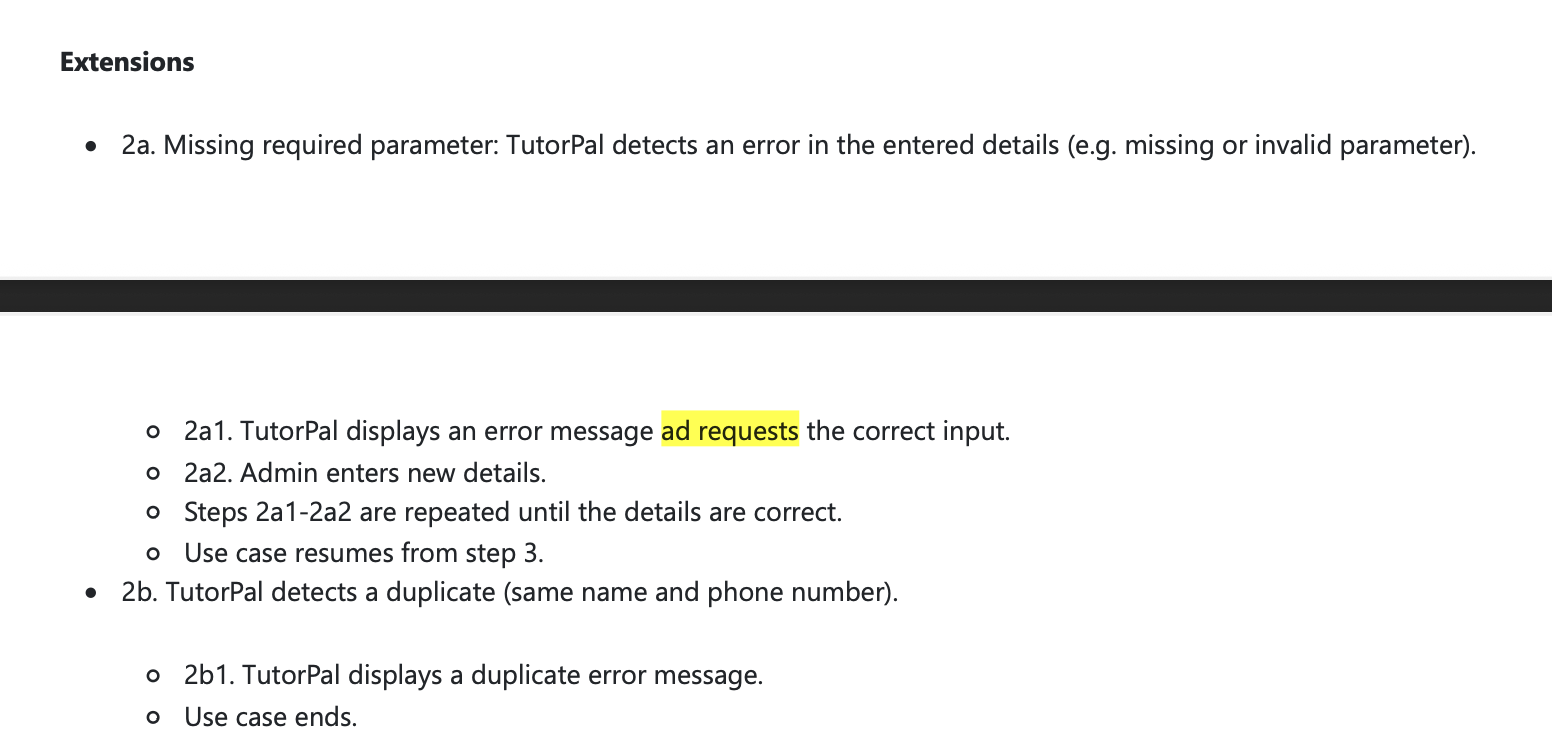 Extensions
• 2a. Missing required parameter: TutorPal detects an error in the entered details (e.g. missing or invalid parameter).
o 2a1. TutorPal displays an error message ad requests the correct input.
o 2a2. Admin enters new details.
o Steps 2a1-2a2 are repeated until the details are correct.
o Use case resumes from step 3.
• 2b. TutorPal detects a duplicate (same name and phone number).
o 2b1. TutorPal displays a duplicate error message.
o Use case ends.